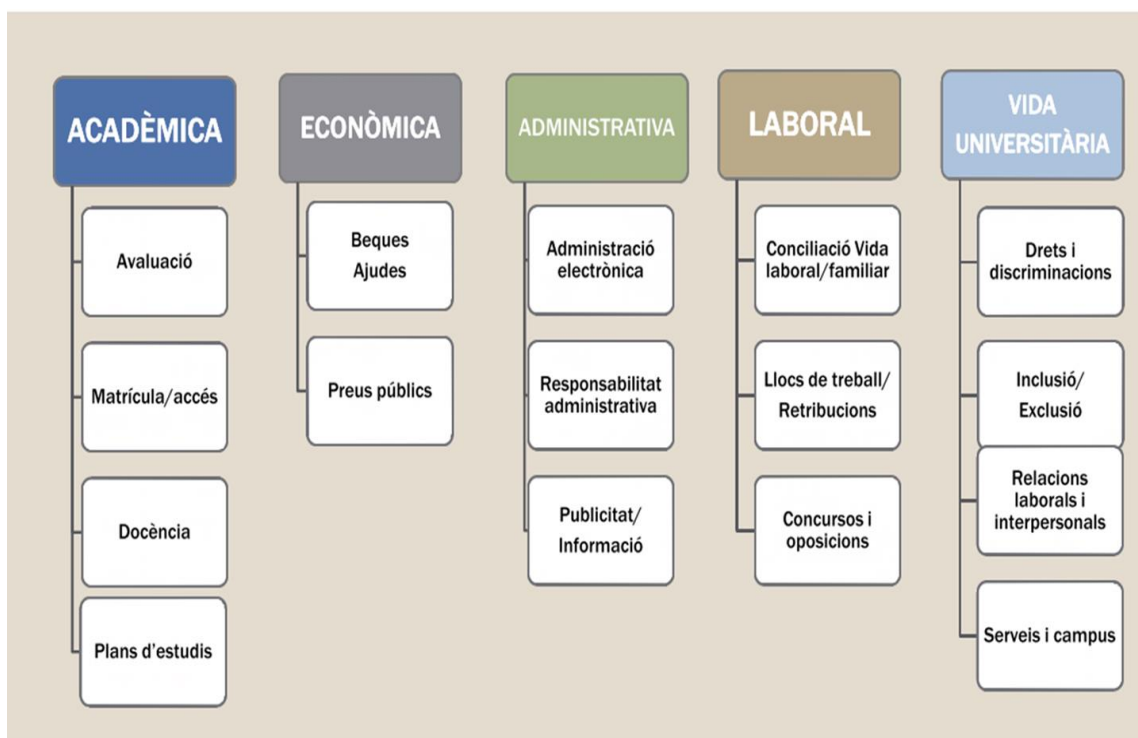 ACADÈMICA
Avaluació
Matrícula/accés
Docència
Plans d'estudis
ECONÒMICA
Beques
Ajudes
Preus públics
ADMINISTRATIVA
Administració
electrònica
Responsabilitat
administrativa
Publicitat/
Informació
LABORAL
Conciliació Vida
laboral/familiar
Llocs de treball/
Retribucions
Concursos i
oposicions
VIDA
UNIVERSITÀRIA
Drets i
discriminacions
Inclusió/
Exclusió
Relacions
laborals i
interpersonals
Serveis i campus